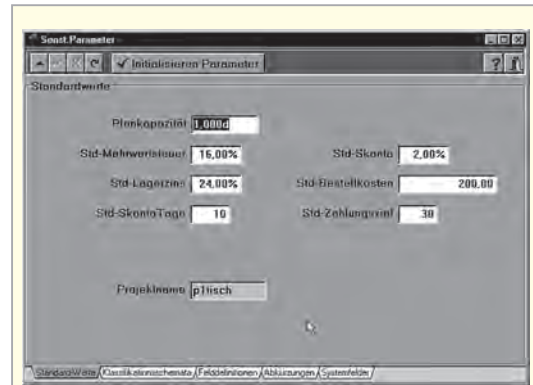 Sonst.Parameter
Initialisieren Parameter
?
Standardwerte
Plankapazität 1,000d
Std-Mehrwertsteuer 16,00% Std-Skonto 2,00%
Std-Lagerzins 24,00% Std-Bestellkosten 200,00
Std-SkontoTage 10 Std-Zahlungsziel 30
Projektname p1tisch
StandardWerte Klassifikationsschemata Felddefinitionen Abkürzungen Systemfelder